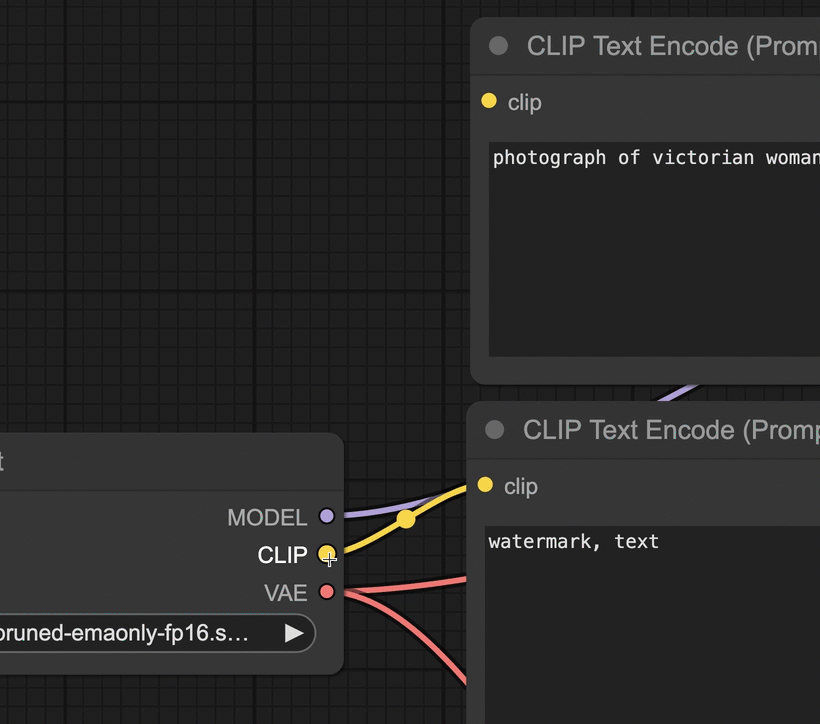 CLIP Text Encode (Prom
clip
photograph of victorian woman
t
CLIP Text Encode (Promp
MODEL
clip
CLIP
watermark, text
VAE
pruned-emaonly-fp16.s...